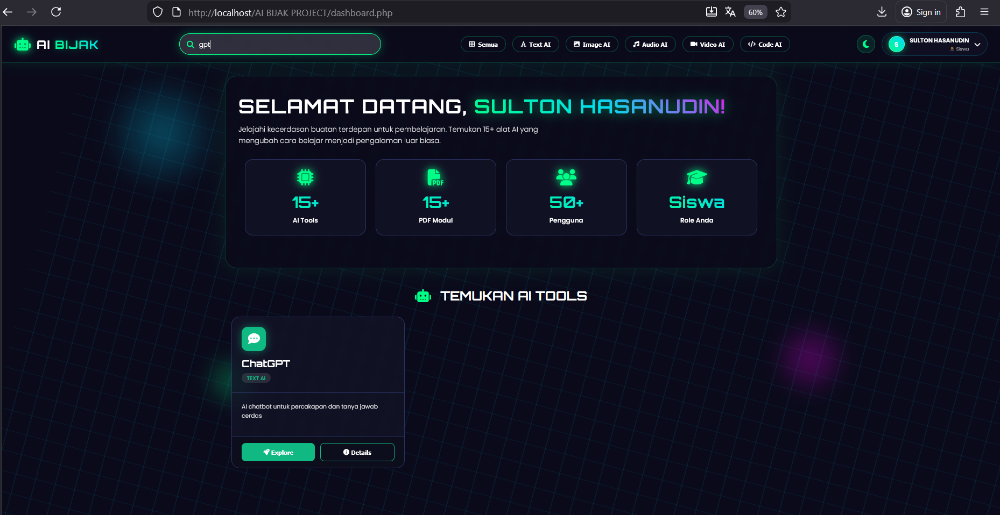 http://localhost/AI BIJAK PROJECT/dashboard.php
60%
Sign in
AI BIJAK
gpt
Semua
Text AI
Image AI
Audio AI
Video AI
Code AI
S
SULTON HASANUDIN
Siswa
SELAMAT DATANG, SULTON HASANUDIN!
Jelajahi kecerdasan buatan terdepan untuk pembelajaran. Temukan 15+ alat AI yang
mengubah cara belajar menjadi pengalaman luar biasa.
15+
AI Tools
PDF
15+
PDF Modul
50+
Pengguna
Siswa
Role Anda
TEMUKAN AI TOOLS
ChatGPT
TEXT AI
AI chatbot untuk percakapan dan tanya jawab
cerdas
Explore
Details